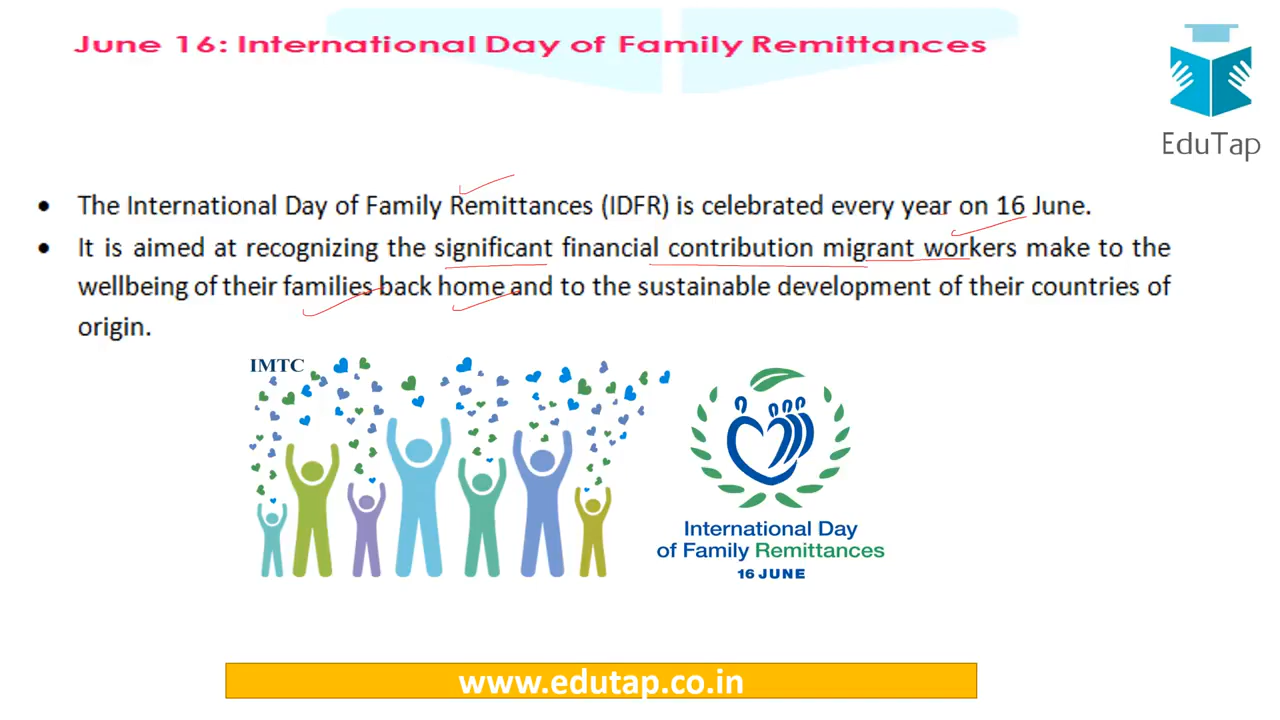 June 16: International Day of Family Remittances
EduTap
• The International Day of Family Remittances (IDFR) is celebrated every year on 16 June.
• It is aimed at recognizing the significant financial contribution migrant workers make to the
wellbeing of their families back home and to the sustainable development of their countries of
origin.
IMTC
International Day
of Family Remittances
16 JUNE
www.edutap.co.in